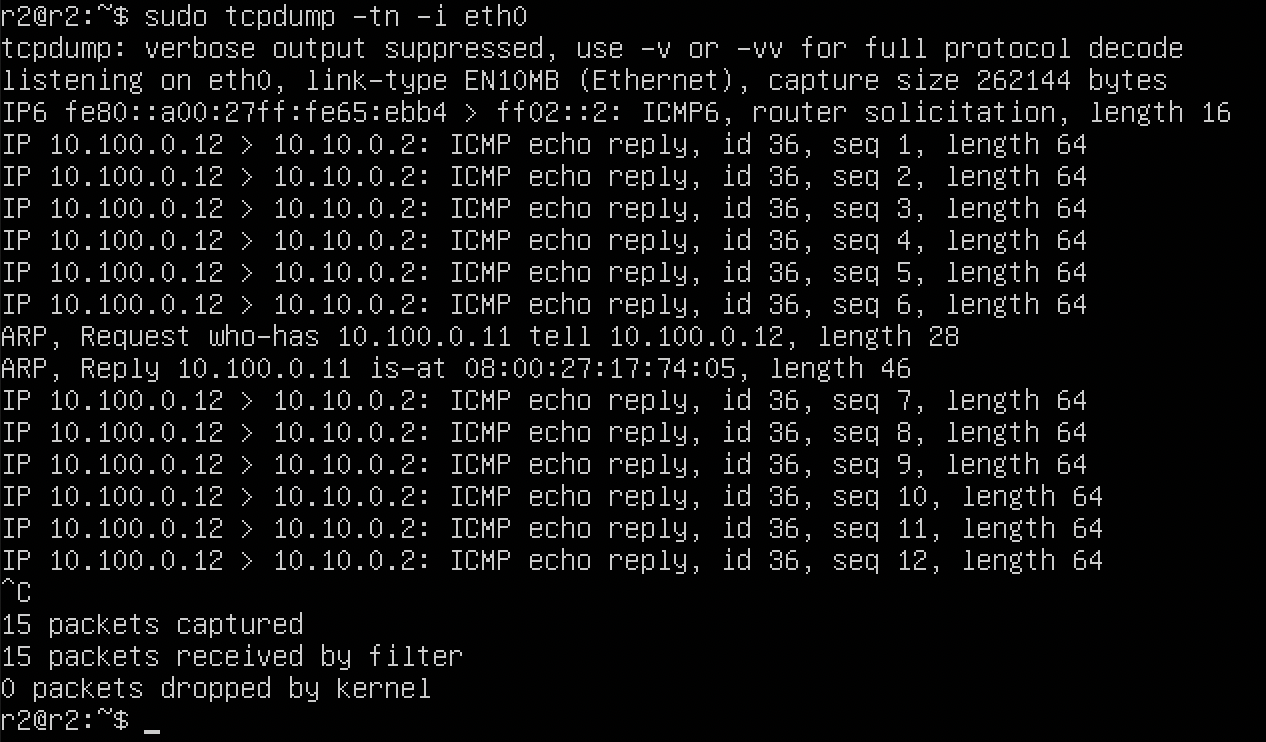 r2@r2:~$ sudo tcpdump -tn -i eth0
tcpdump: verbose output suppressed, use -v or -vv for full protocol decode
listening on eth0, link-type EN10MB (Ethernet), capture size 262144 bytes
IP6 fe80::a00:27ff:fe65:ebb4 > ff02::2: ICMP6, router solicitation, length 16
IP 10.100.0.12 > 10.10.0.2: ICMP echo reply, id 36, seq 1, length 64
IP 10.100.0.12 > 10.10.0.2: ICMP echo reply, id 36, seq 2, length 64
IP 10.100.0.12 > 10.10.0.2: ICMP echo reply, id 36, seq 3, length 64
IP 10.100.0.12 > 10.10.0.2: ICMP echo reply, id 36, seq 4, length 64
IP 10.100.0.12 > 10.10.0.2: ICMP echo reply, id 36, seq 5, length 64
IP 10.100.0.12 > 10.10.0.2: ICMP echo reply, id 36, seq 6, length 64
ARP, Request who-has 10.100.0.11 tell 10.100.0.12, length 28
ARP, Reply 10.100.0.11 is-at 08:00:27:17:74:05, length 46
IP 10.100.0.12 > 10.10.0.2: ICMP echo reply, id 36, seq 7, length 64
IP 10.100.0.12 > 10.10.0.2: ICMP echo reply, id 36, seq 8, length 64
IP 10.100.0.12 > 10.10.0.2: ICMP echo reply, id 36, seq 9, length 64
IP 10.100.0.12 > 10.10.0.2: ICMP echo reply, id 36, seq 10, length 64
IP 10.100.0.12 > 10.10.0.2: ICMP echo reply, id 36, seq 11, length 64
IP 10.100.0.12 > 10.10.0.2: ICMP echo reply, id 36, seq 12, length 64
^C
15 packets captured
15 packets received by filter
0 packets dropped by kernel
r2@r2:~$ _